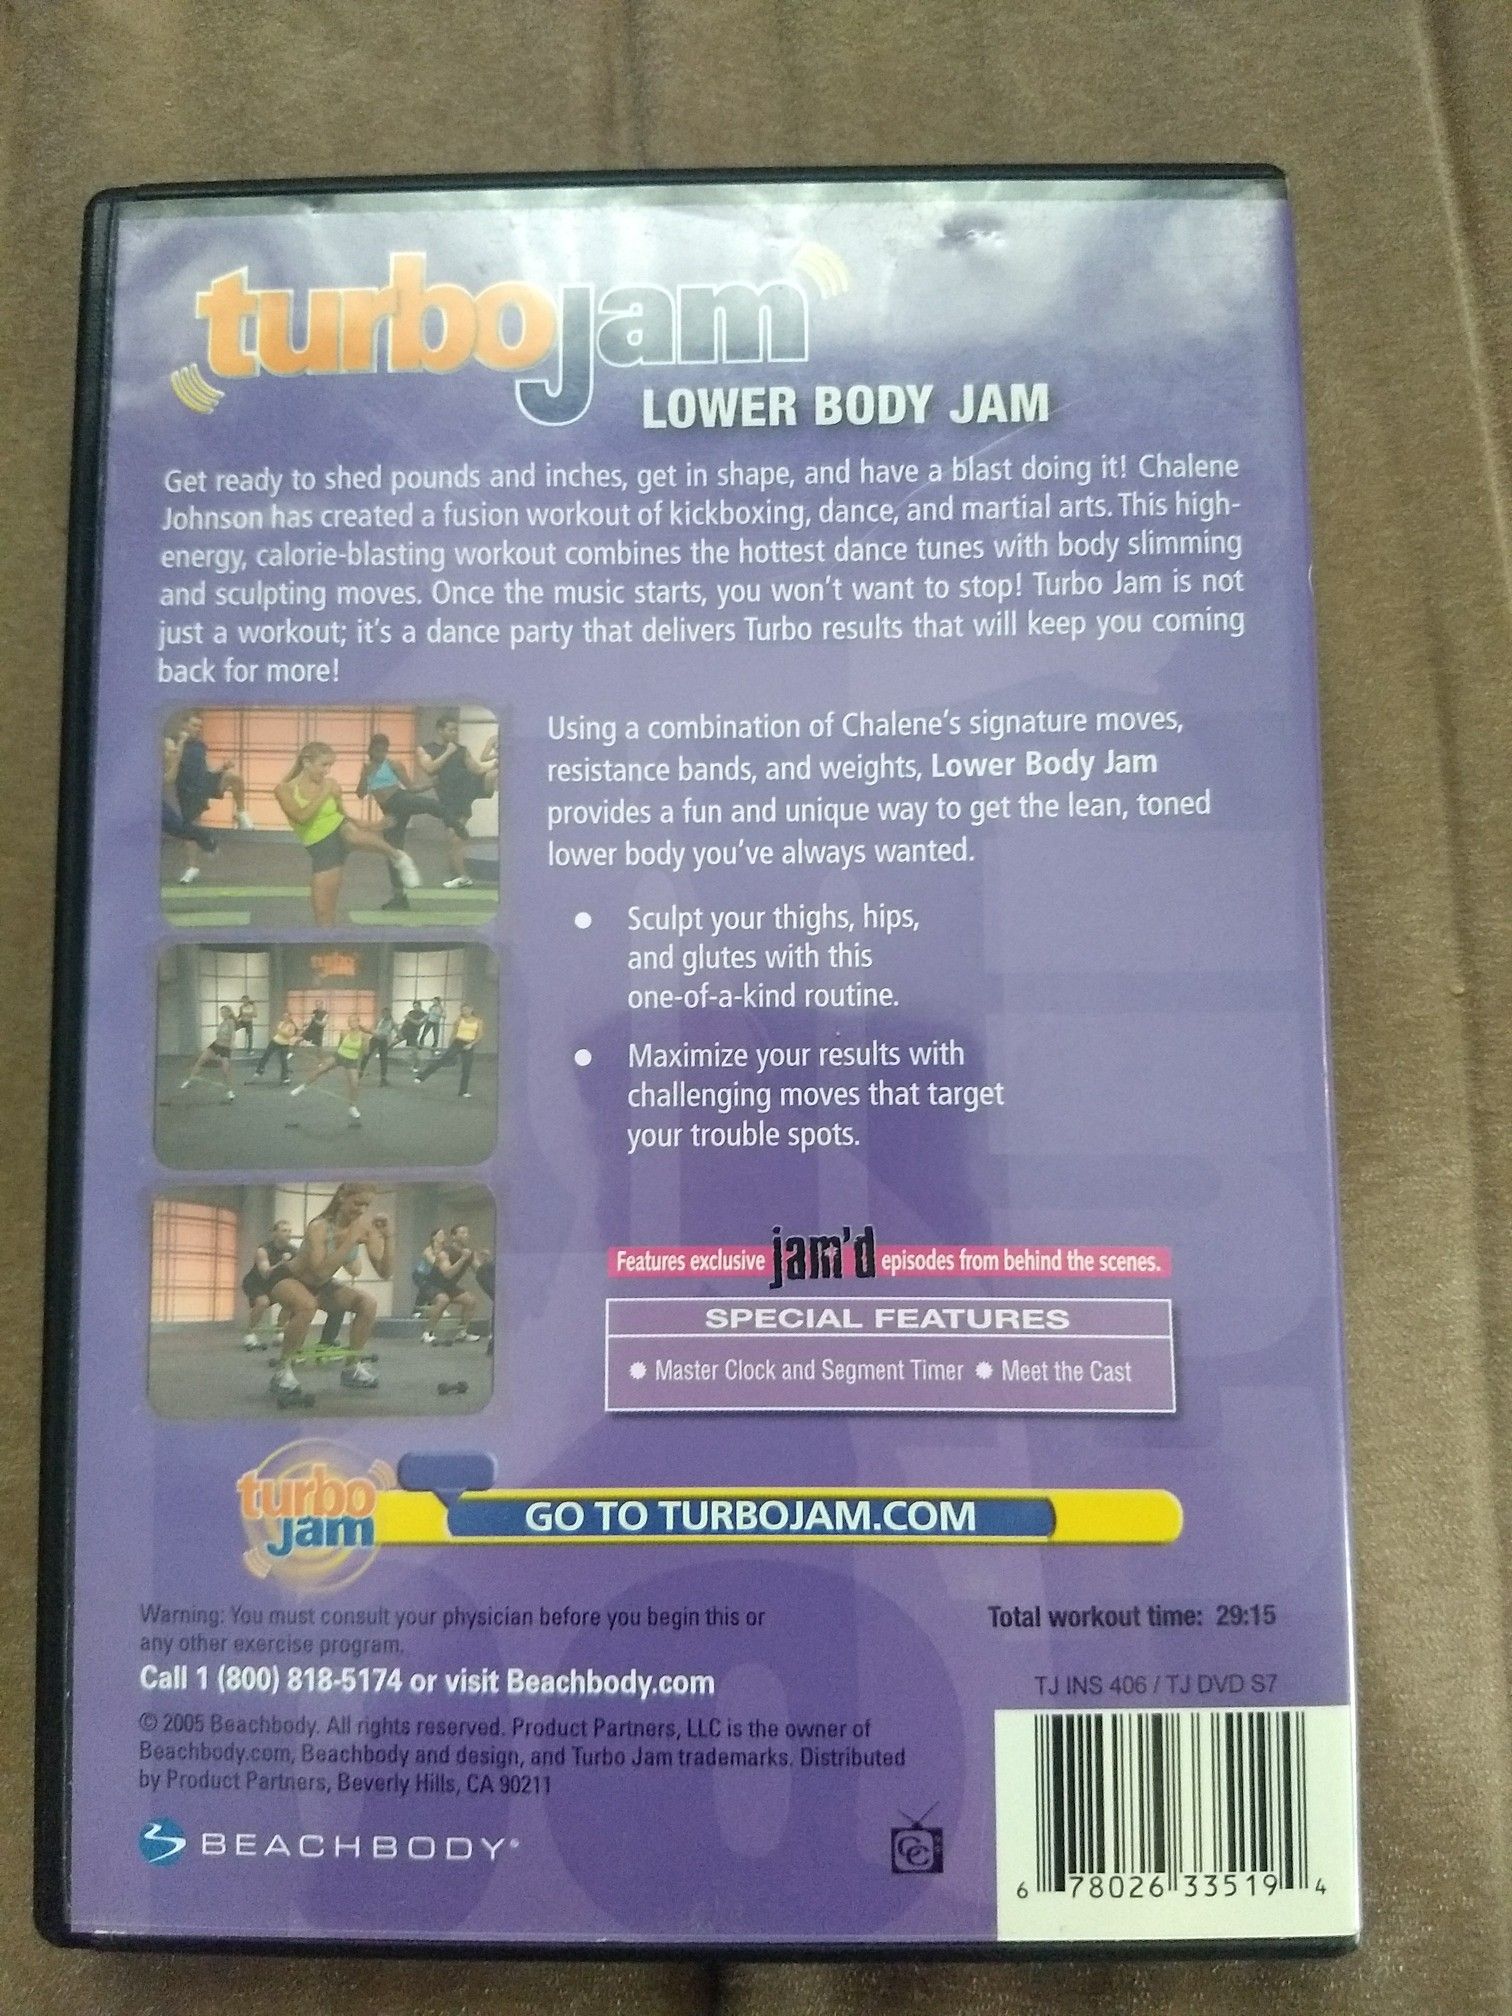 turbojam
LOWER BODY JAM
Get ready to shed pounds and inches, get in shape, and have a blast doing it! Chalene
Johnson has created a fusion workout of kickboxing, dance, and martial arts. This high-
energy, calorie-blasting workout combines the hottest dance tunes with body slimming
and sculpting moves. Once the music starts, you won't want to stop! Turbo Jam is not
just a workout; it's a dance party that delivers Turbo results that will keep you coming
back for more!
Using a combination of Chalene's signature moves,
resistance bands, and weights, Lower Body Jam
provides a fun and unique way to get the lean, toned
lower body you've always wanted.
• Sculpt your thighs, hips,
and glutes with this
one-of-a-kind routine.
• Maximize your results with
challenging moves that target
your trouble spots.
Features exclusive jam'd episodes from behind the scenes.
SPECIAL FEATURES
Master Clock and Segment Timer Meet the Cast
turbo
jam
GO TO TURBOJAM.COM
Warning: You must consult your physician before you begin this or
any other exercise program.
Call 1 (800) 818-5174 or visit Beachbody.com
© 2005 Beachbody. All rights reserved. Product Partners, LLC is the owner of
Beachbody.com, Beachbody and design, and Turbo Jam trademarks. Distributed
by Product Partners, Beverly Hills, CA 90211
BEACHBODY®
CC
Total workout time: 29:15
TJ INS 406 / TJ DVD S7
6 78026 33519 4